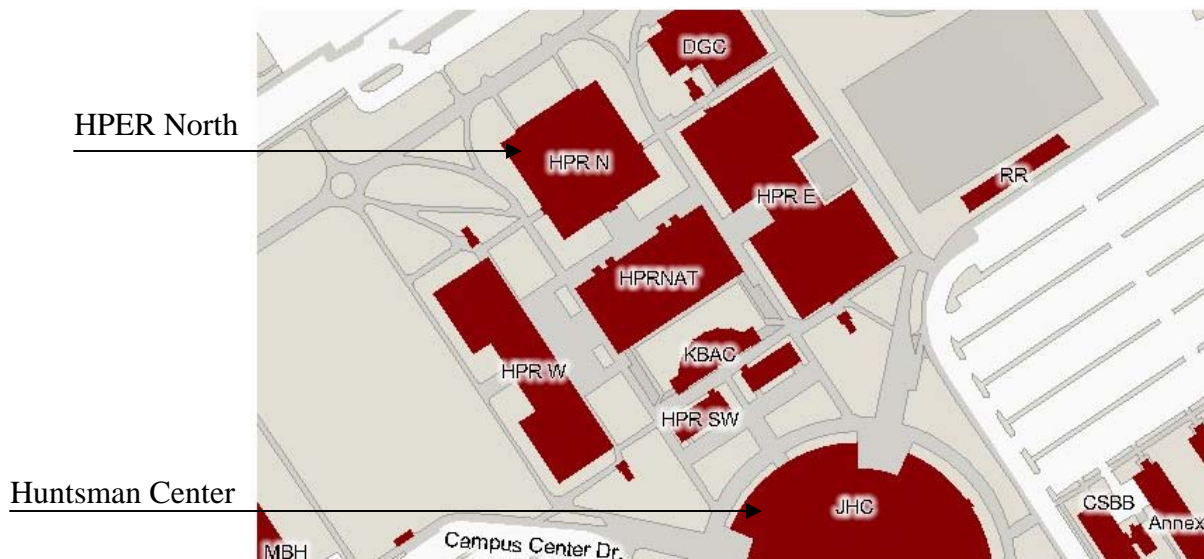 DGC
HPER North
HPR N
RR
HPR E
HPRNAT
KBAC
HPR W
HPR SW
Huntsman Center
JHC
CSBB
Annex
Campus Center Dr.
MBH